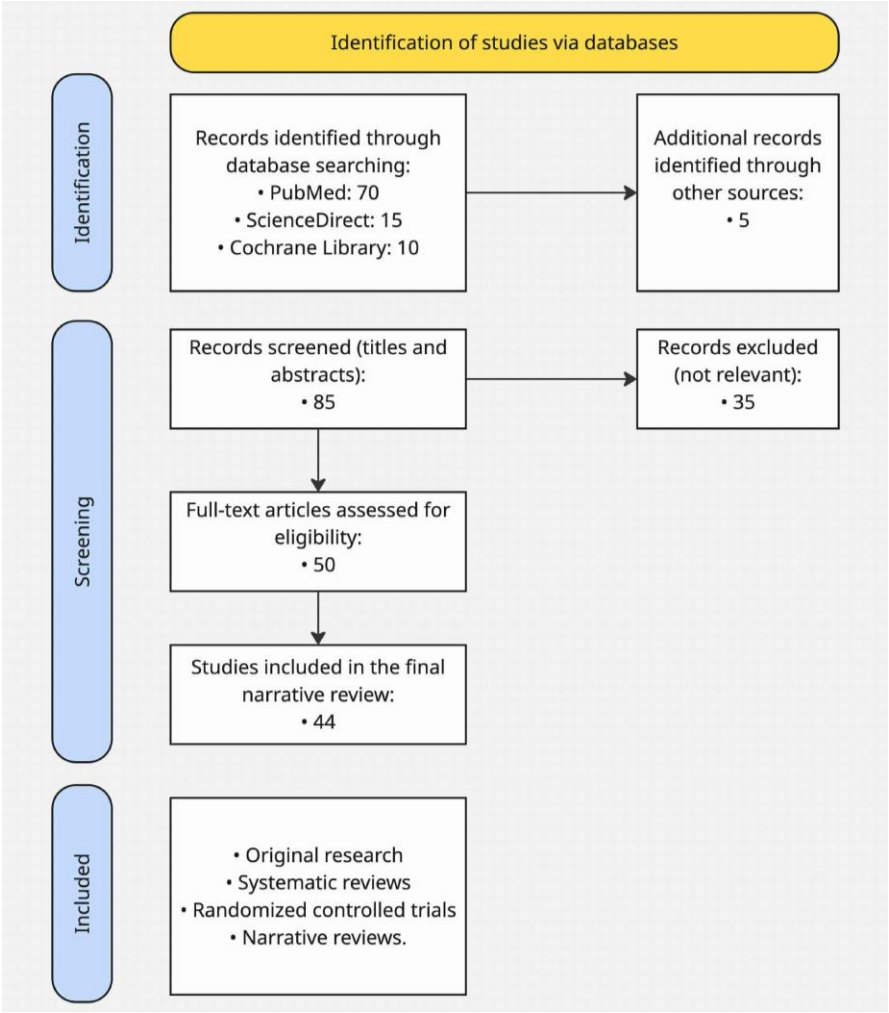 Identification of studies via databases
Identification
Records identified through
database searching:
• PubMed: 70
• ScienceDirect: 15
• Cochrane Library: 10
Additional records
identified through
other sources:
• 5
Screening
Records screened (titles and
abstracts):
• 85
Records excluded
(not relevant):
• 35
Full-text articles assessed for
eligibility:
• 50
Studies included in the final
narrative review:
• 44
Included
• Original research
• Systematic reviews
• Randomized controlled trials
• Narrative reviews.